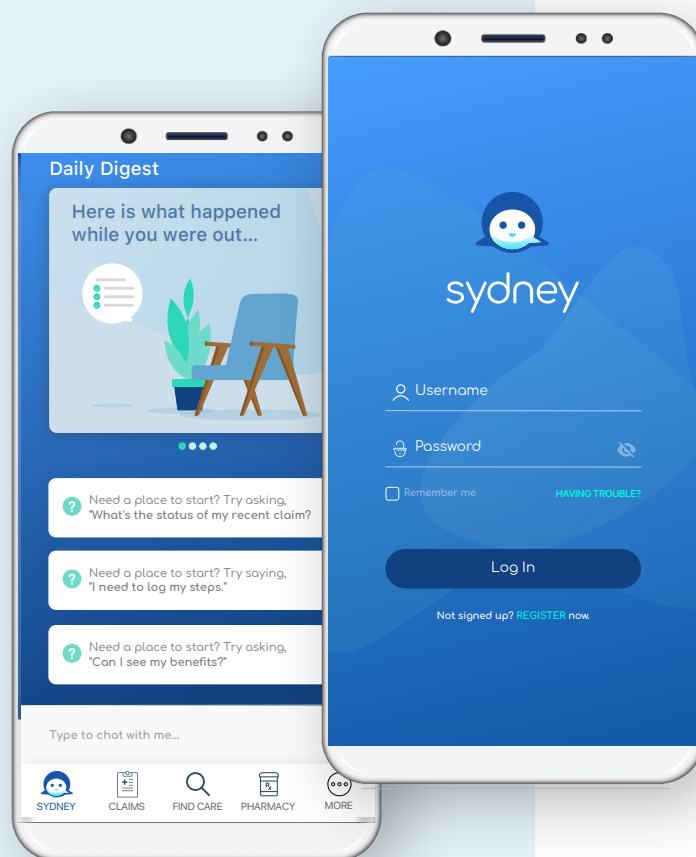 Daily Digest
Here is what happened
while you were out...
Need a place to start? Try asking,
"What's the status of my recent claim?
Need a place to start? Try saying,
"I need to log my steps."
Need a place to start? Try asking,
"Can I see my benefits?"
Type to chat with me...
SYDNEY
CLAIMS
FIND CARE
PHARMACY
MORE
sydney
Username
Password
Remember me
HAVING TROUBLE?
Log In
Not signed up? REGISTER now.